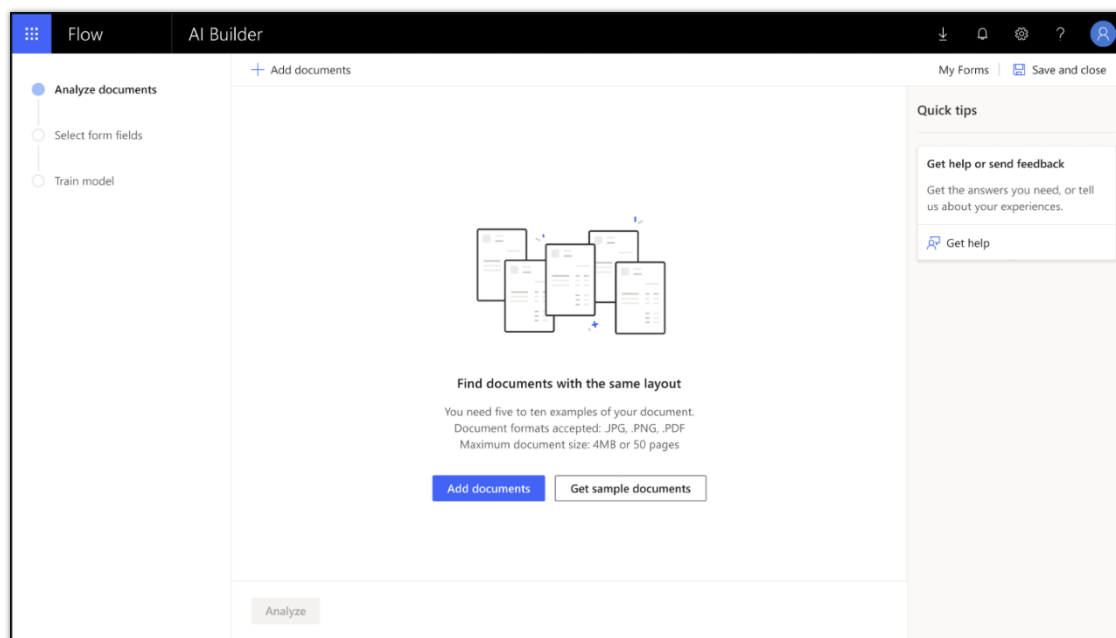 Flow AI Builder ?
Add documents My Forms Save and close
Analyze documents
Select form fields
Train model
Quick tips
Get help or send feedback
Get the answers you need, or tell
us about your experiences.
Get help
Find documents with the same layout
You need five to ten examples of your document.
Document formats accepted: .JPG, .PNG, .PDF
Maximum document size: 4MB or 50 pages
Add documents Get sample documents
Analyze